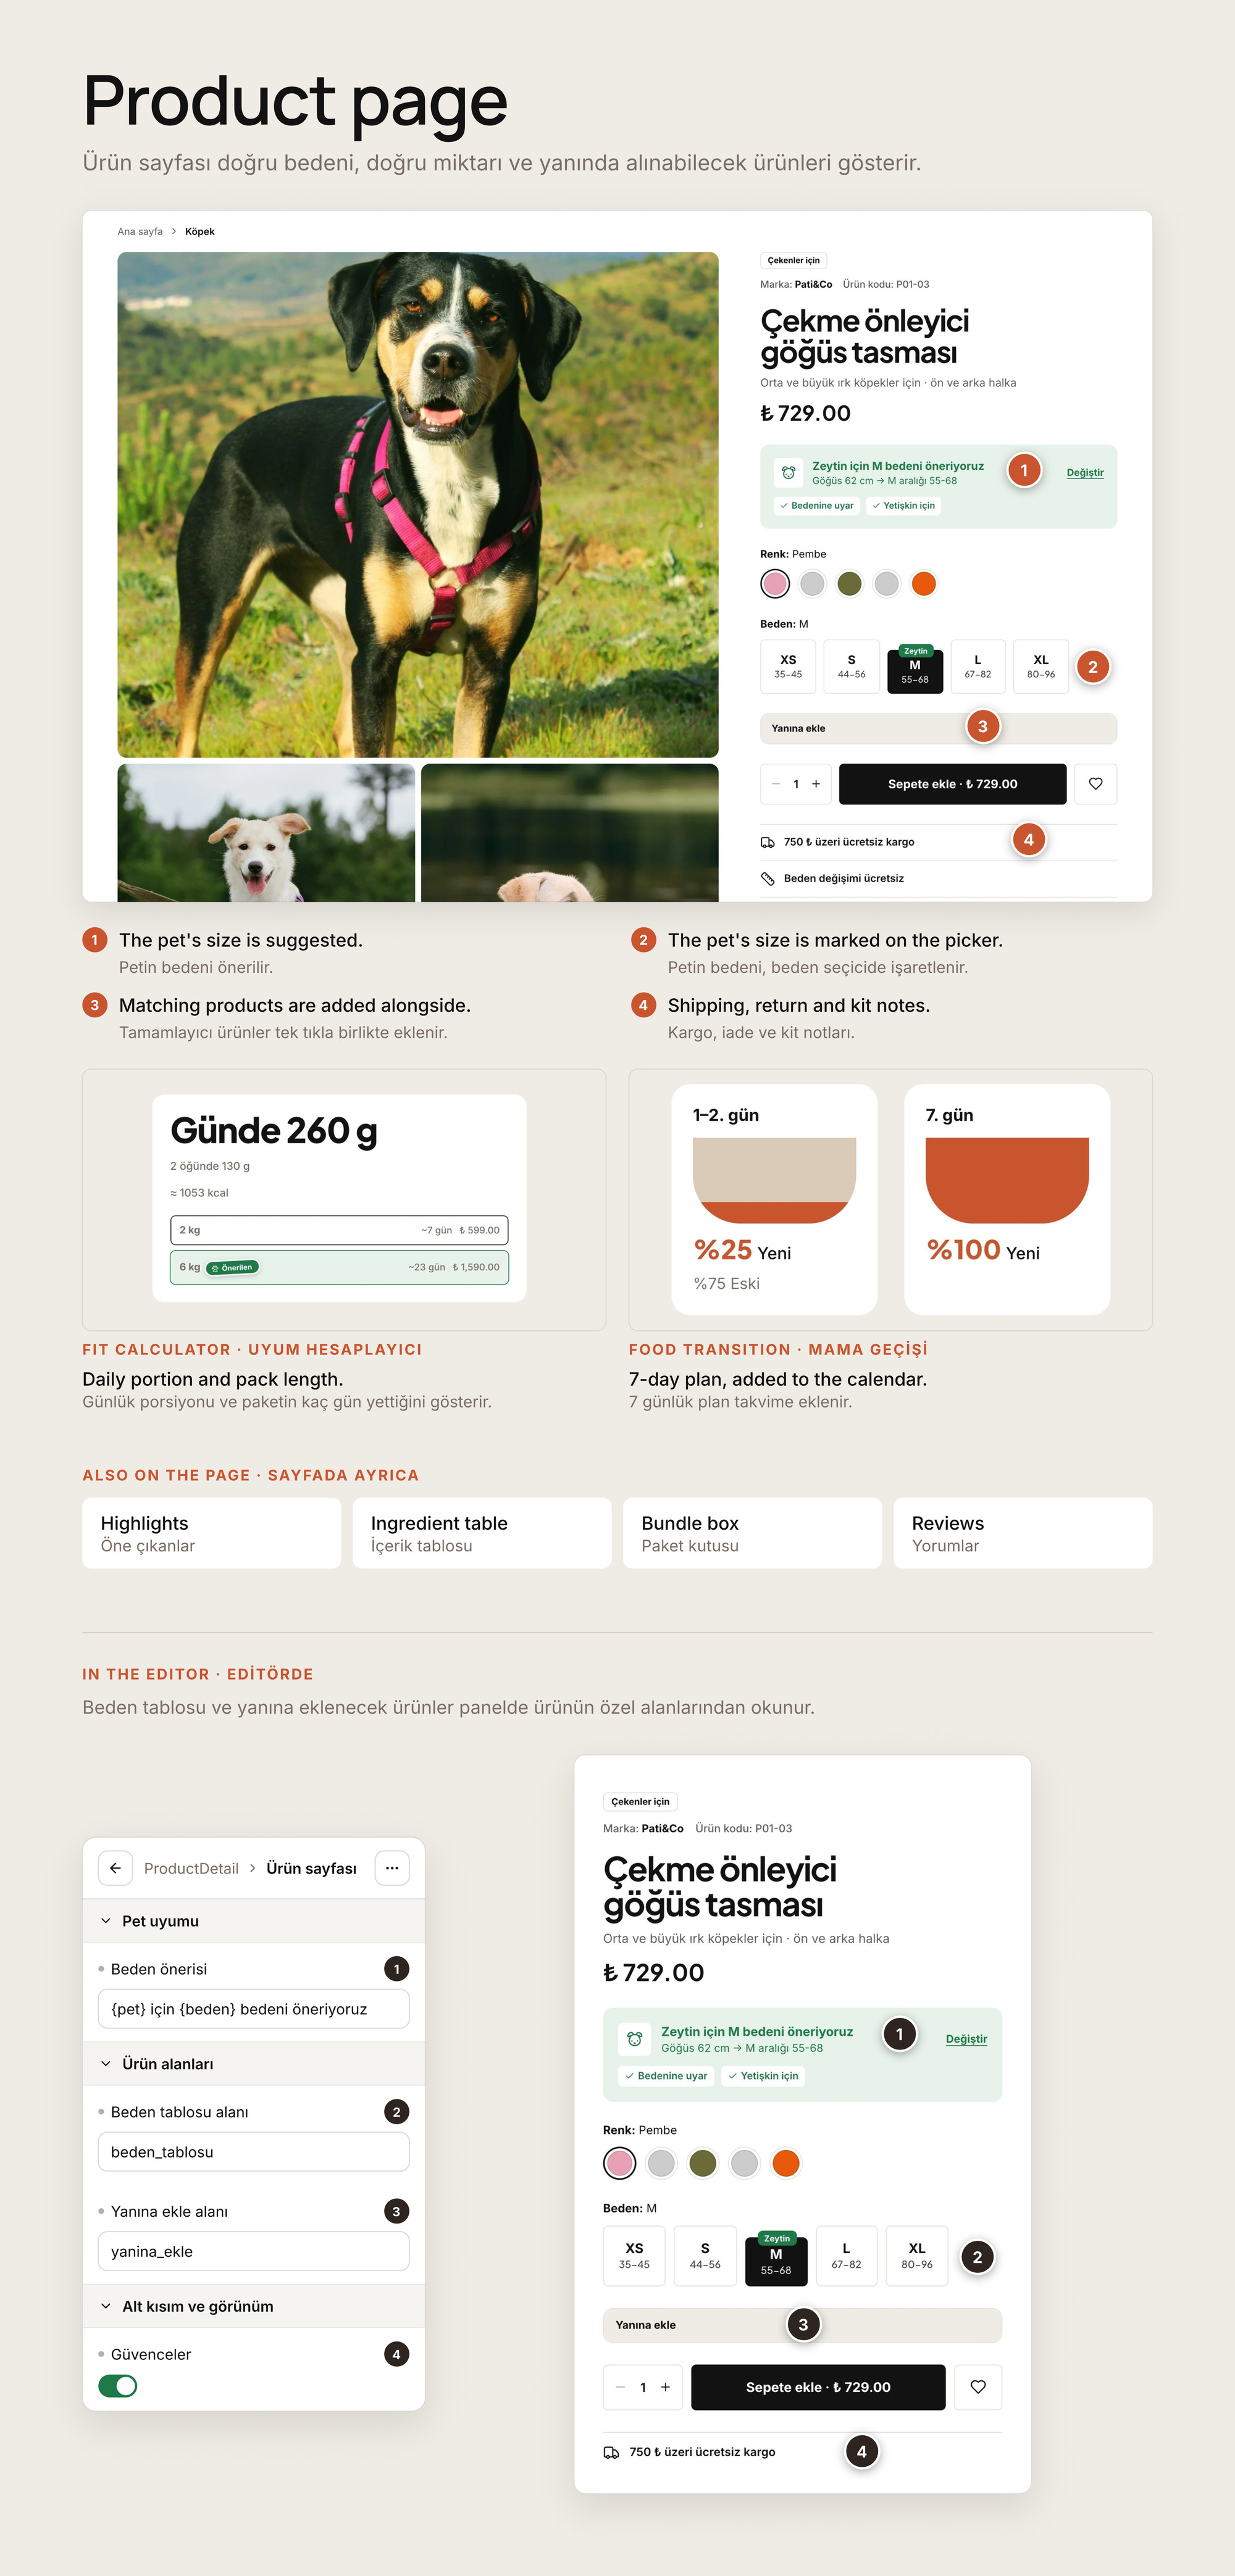 Product page
Ürün sayfası doğru bedeni, doğru miktarı ve yanında alınabilecek ürünleri gösterir.
Ana sayfa > Köpek
Çekenler için
Marka: Pati&Co Ürün kodu: P01-03
Çekme önleyici
göğüs tasması
Orta ve büyük ırk köpekler için · ön ve arka halka
₺ 729.00
Zeytin için M bedeni öneriyoruz
Göğüs 62 cm → M aralığı 55-68
1
Değiştir
Bedenine uyar
Yetişkin için
Renk: Pembe
Beden: M
Zeytin
XS S M L XL
35–45 44–56 55–68 67–82 80–96
2
Yanına ekle
3
1
Sepete ekle · ₺ 729.00
750 ₺ üzeri ücretsiz kargo
4
Beden değişimi ücretsiz
1 The pet's size is suggested.
Petin bedeni önerilir.
2 The pet's size is marked on the picker.
Petin bedeni, beden seçicide işaretlenir.
3 Matching products are added alongside.
Tamamlayıcı ürünler tek tıkla birlikte eklenir.
4 Shipping, return and kit notes.
Kargo, iade ve kit notları.
Günde 260 g
2 öğünde 130 g
≈ 1053 kcal
2 kg ~7 gün ₺ 599.00
6 kg Önerilen ~23 gün ₺ 1,590.00
1–2. gün
%25 Yeni
%75 Eski
7. gün
%100 Yeni
FIT CALCULATOR · UYUM HESAPLAYICI
Daily portion and pack length.
Günlük porsiyonu ve paketin kaç gün yettiğini gösterir.
FOOD TRANSITION · MAMA GEÇİŞİ
7-day plan, added to the calendar.
7 günlük plan takvime eklenir.
ALSO ON THE PAGE · SAYFADA AYRICA
Highlights
Öne çıkanlar
Ingredient table
İçerik tablosu
Bundle box
Paket kutusu
Reviews
Yorumlar
IN THE EDITOR · EDİTÖRDE
Beden tablosu ve yanına eklenecek ürünler panelde ürünün özel alanlarından okunur.
ProductDetail > Ürün sayfası
Pet uyumu
Beden önerisi 1
{pet} için {beden} bedeni öneriyoruz
Ürün alanları
Beden tablosu alanı 2
beden_tablosu
Yanına ekle alanı 3
yanina_ekle
Alt kısım ve görünüm
Güvenceler 4
Çekenler için
Marka: Pati&Co Ürün kodu: P01-03
Çekme önleyici
göğüs tasması
Orta ve büyük ırk köpekler için · ön ve arka halka
₺ 729.00
Zeytin için M bedeni öneriyoruz
Göğüs 62 cm → M aralığı 55-68
1
Değiştir
Bedenine uyar
Yetişkin için
Renk: Pembe
Beden: M
Zeytin
XS S M L XL
35–45 44–56 55–68 67–82 80–96
2
Yanına ekle
3
1
Sepete ekle · ₺ 729.00
750 ₺ üzeri ücretsiz kargo
4